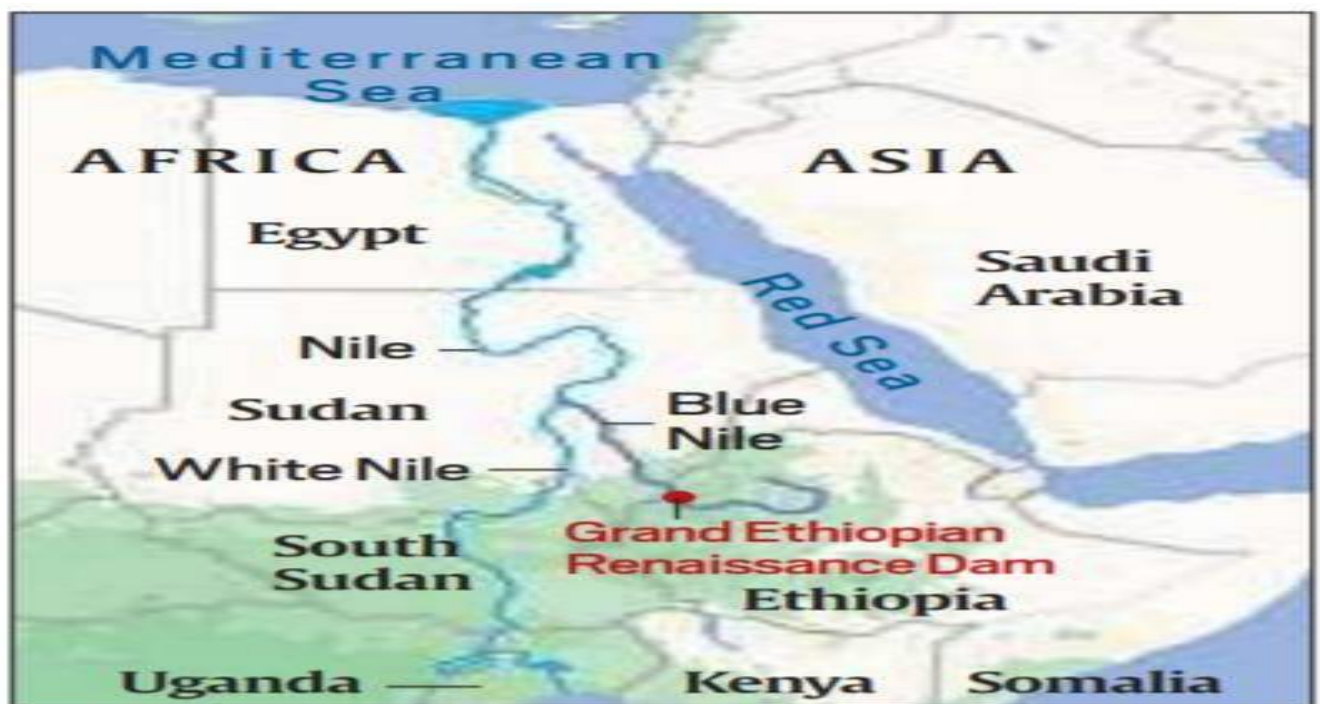 Mediterranean
Sea
AFRICA
ASIA
Egypt
Saudi
Arabia
Red Sea
Nile
Sudan
Blue
Nile
White Nile
Grand Ethiopian
Renaissance Dam
South
Sudan
Ethiopia
Uganda
Kenya
Somalia